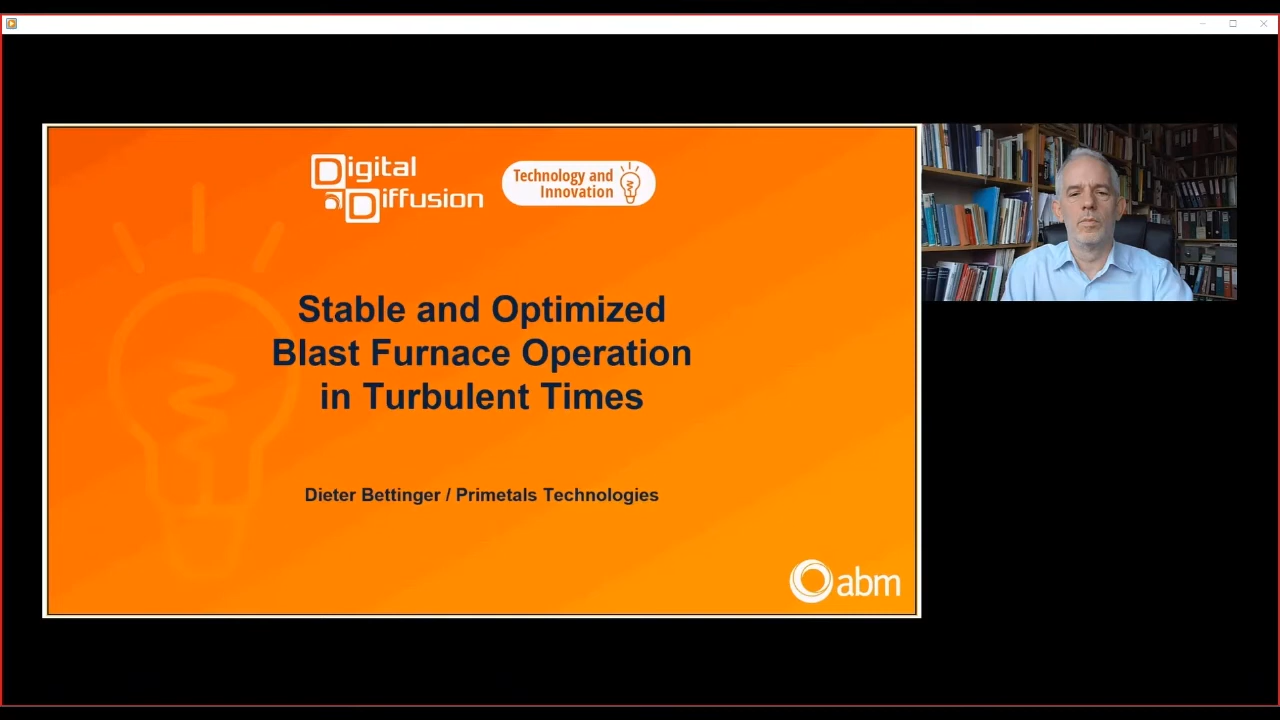 Digital
Diffusion
Technology and
Innovation
Stable and Optimized
Blast Furnace Operation
in Turbulent Times
Dieter Bettinger / Primetals Technologies
abm